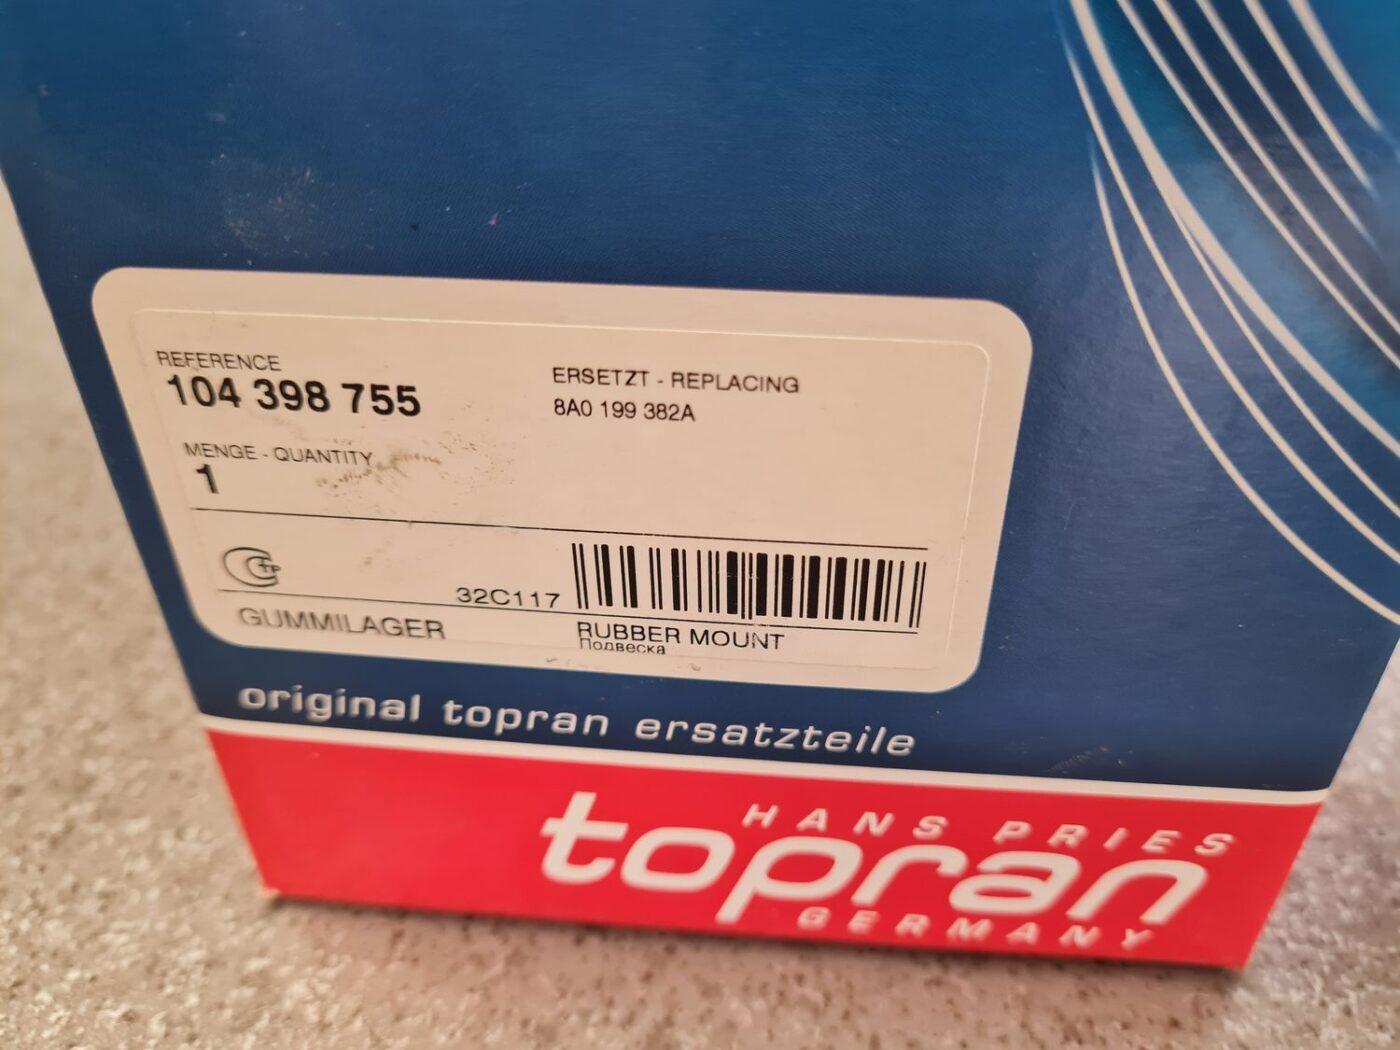 REFERENCE
104 398 755
ERSETZT - REPLACING
8A0 199 382A
MENGE - QUANTITY
1
32C117
GUMMILAGER
RUBBER MOUNT
Подвеска
original topran ersatzteile
HANS PRIES
topran
GERMANY